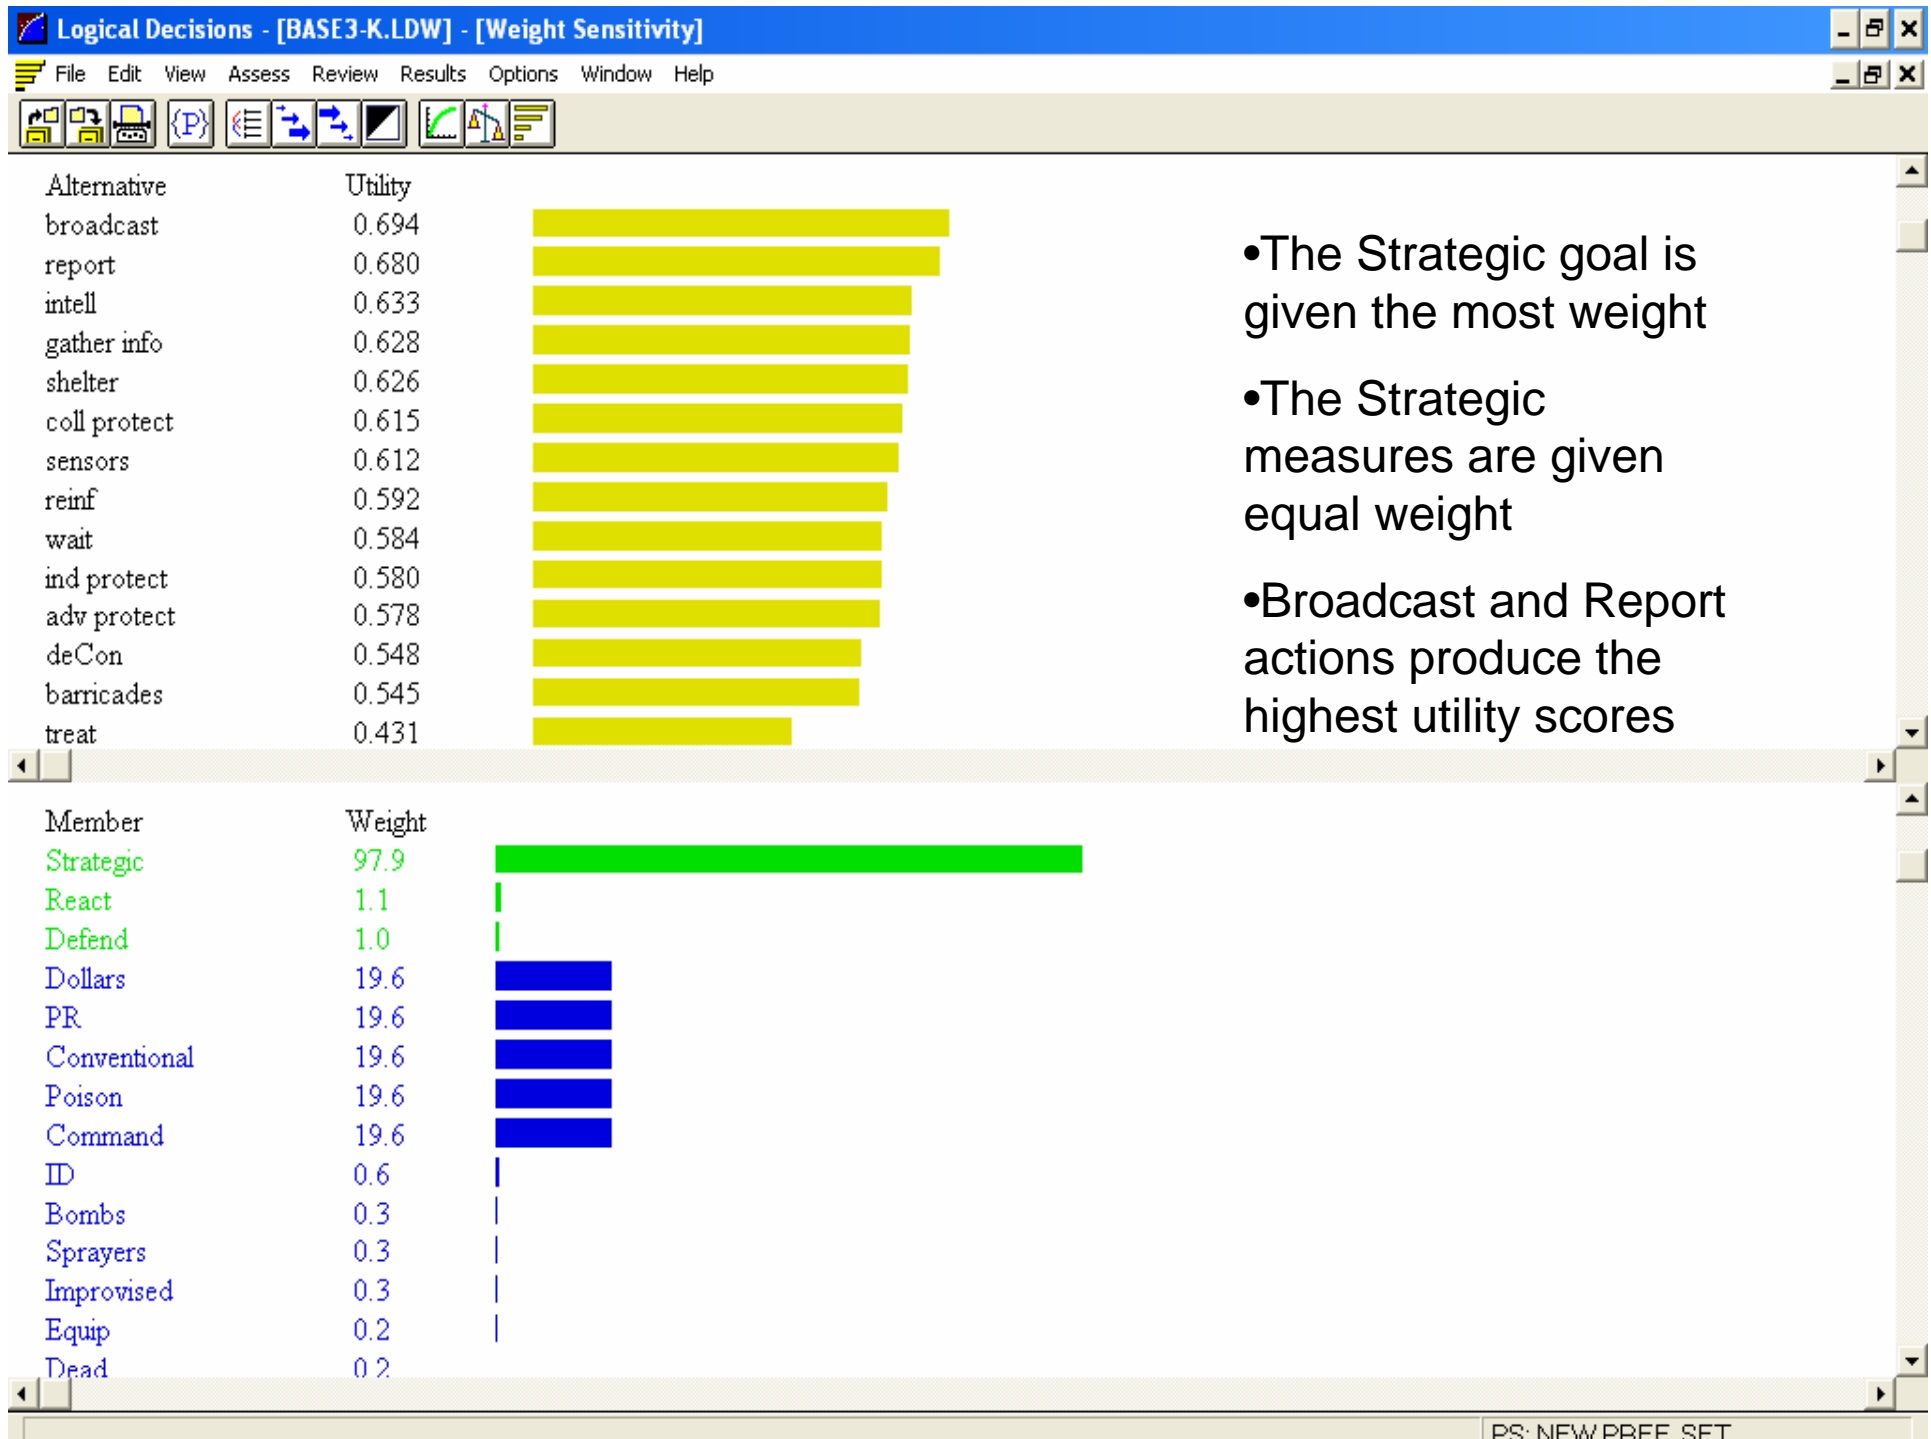 Logical Decisions - [BASE3-K.LDW] - [Weight Sensitivity]
File Edit View Assess Review Results Options Window Help
{P}
Alternative Utility
broadcast 0.694
report 0.680
intell 0.633
gather info 0.628
shelter 0.626
coll protect 0.615
sensors 0.612
reinf 0.592
wait 0.584
ind protect 0.580
adv protect 0.578
deCon 0.548
barricades 0.545
treat 0.431
•The Strategic goal is
given the most weight
•The Strategic
measures are given
equal weight
•Broadcast and Report
actions produce the
highest utility scores
Member Weight
Strategic 97.9
React 1.1
Defend 1.0
Dollars 19.6
PR 19.6
Conventional 19.6
Poison 19.6
Command 19.6
ID 0.6
Bombs 0.3
Sprayers 0.3
Improvised 0.3
Equip 0.2
Dead 0.2
PS: NEW PREF. SET